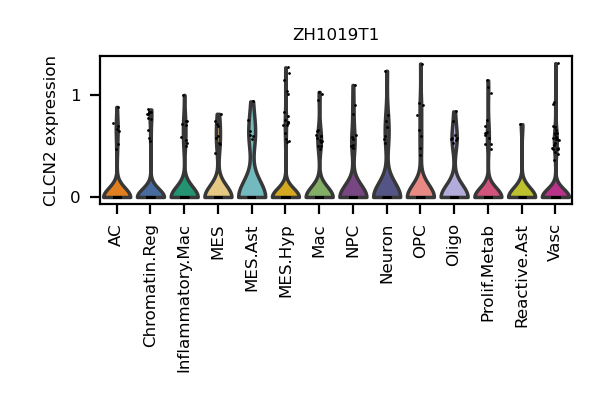 ZH1019T1
CLCN2 expression
1
0
AC
Chromatin.Reg
Inflammatory.Mac
MES
MES.Ast
MES.Hyp
Mac
NPC
Neuron
OPC
Oligo
Prolif.Metab
Reactive.Ast
Vasc